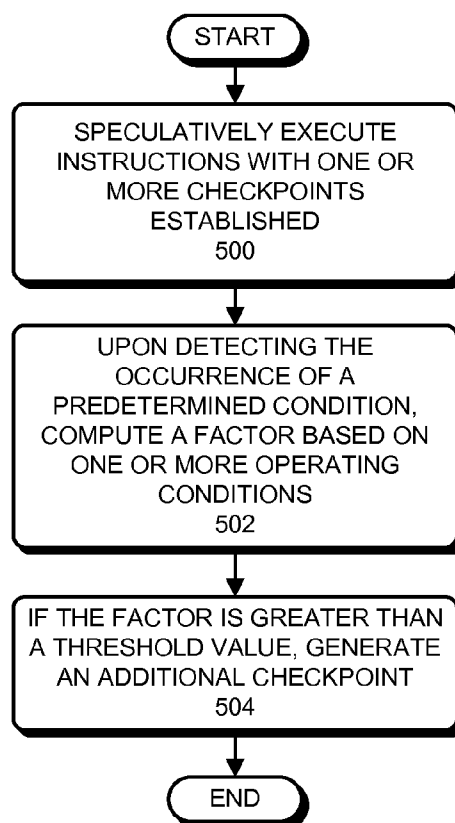 START
SPECULATIVELY EXECUTE
INSTRUCTIONS WITH ONE OR
MORE CHECKPOINTS
ESTABLISHED
500
UPON DETECTING THE
OCCURRENCE OF A
PREDETERMINED CONDITION,
COMPUTE A FACTOR BASED ON
ONE OR MORE OPERATING
CONDITIONS
502
IF THE FACTOR IS GREATER THAN
A THRESHOLD VALUE, GENERATE
AN ADDITIONAL CHECKPOINT
504
END